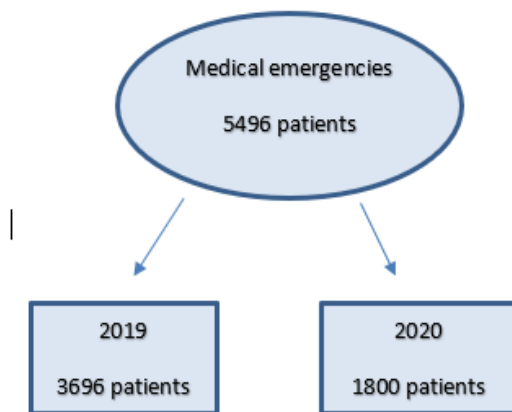 Medical emergencies
5496 patients
2019
3696 patients
2020
1800 patients